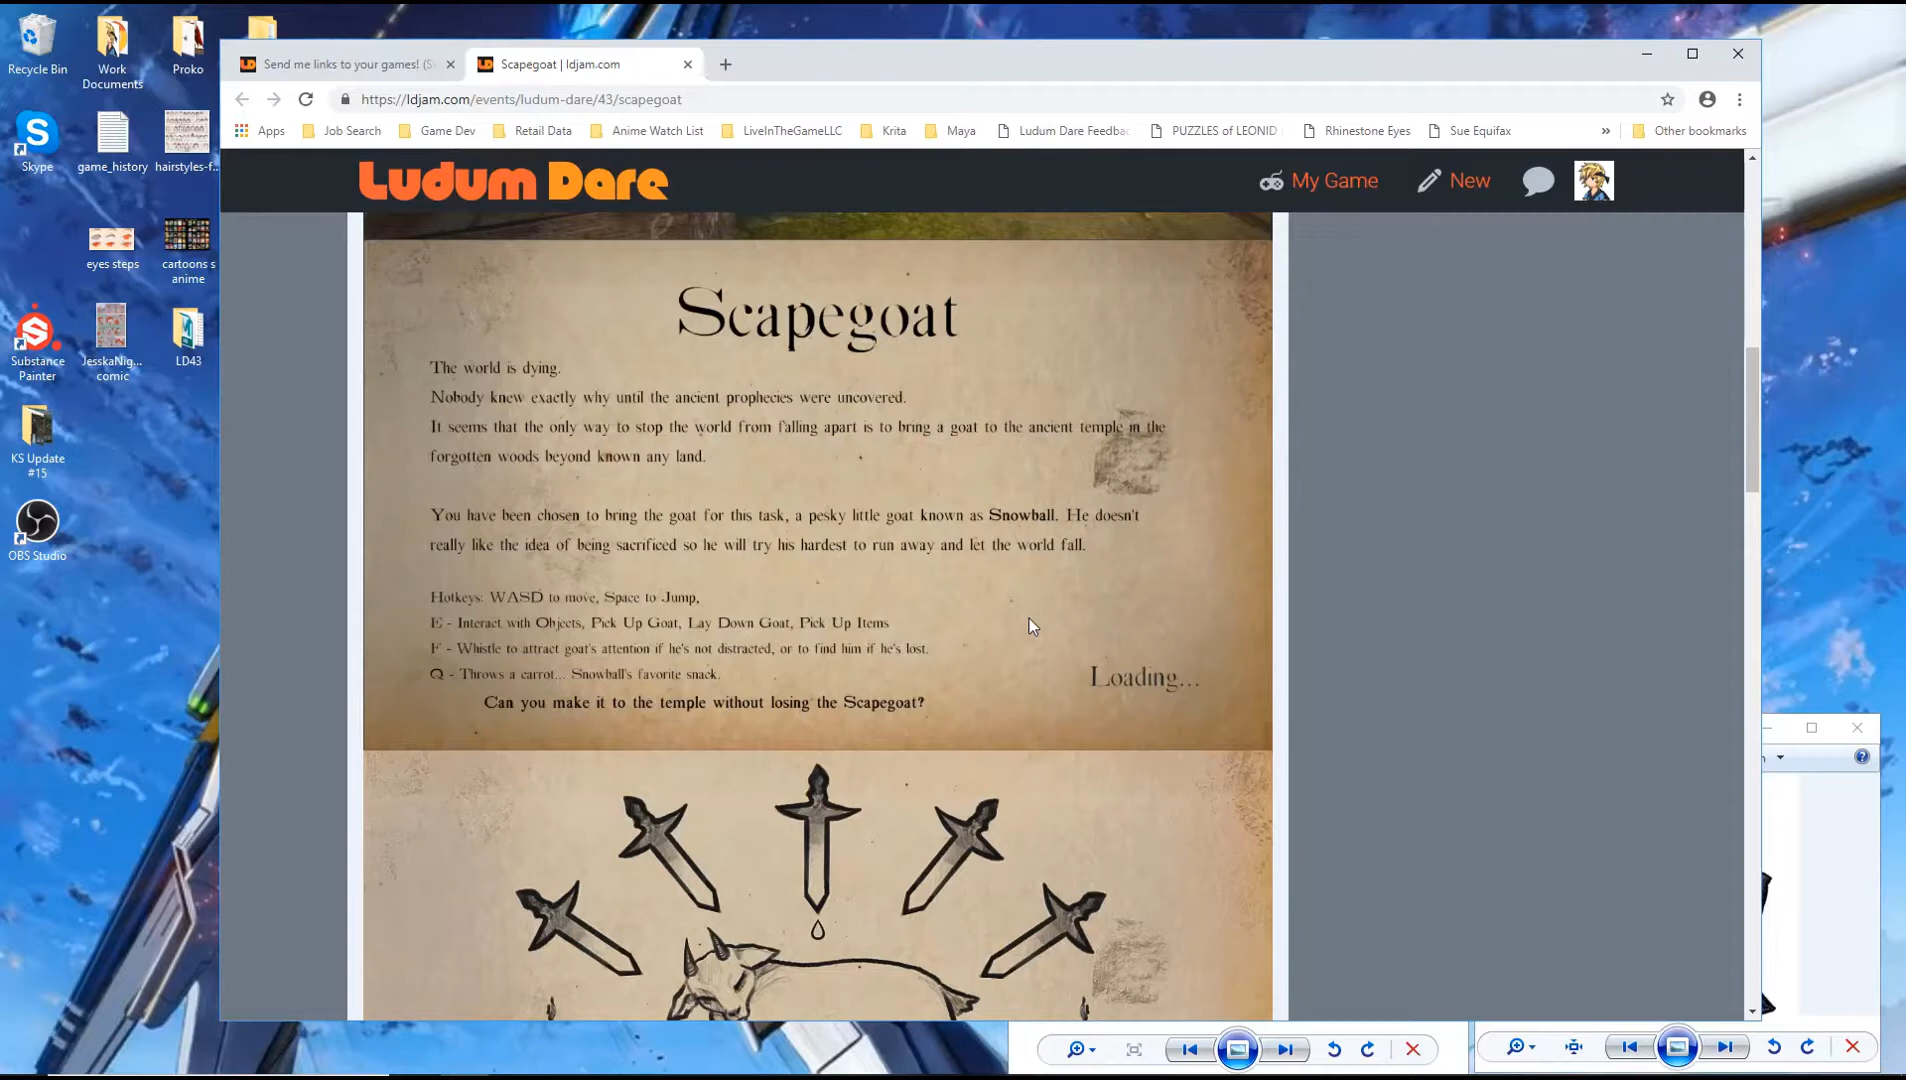 Recycle Bin
Work Documents
Proko
Skype
game_history
hairstyles-f...
eyes steps
cartoons s anime
Substance Painter
JesskaNig... comic
LD43
KS Update #15
OBS Studio
Send me links to your games! (S
Scapegoat | ldjam.com
https://ldjam.com/events/ludum-dare/43/scapegoat
Apps
Job Search
Game Dev
Retail Data
Anime Watch List
LiveInTheGameLLC
Krita
Maya
Ludum Dare Feedbac
PUZZLES of LEONID
Rhinestone Eyes
Sue Equifax
»
Other bookmarks
Ludum Dare
My Game
New
Scapegoat
The world is dying.
Nobody knew exactly why until the ancient prophecies were uncovered.
It seems that the only way to stop the world from falling apart is to bring a goat to the ancient temple in the
forgotten woods beyond known any land.
You have been chosen to bring the goat for this task, a pesky little goat known as Snowball. He doesn't
really like the idea of being sacrificed so he will try his hardest to run away and let the world fall.
Hotkeys: WASD to move, Space to Jump,
E - Interact with Objects, Pick Up Goat, Lay Down Goat, Pick Up Items
F - Whistle to attract goat's attention if he's not distracted, or to find him if he's lost.
Q - Throws a carrot... Snowball's favorite snack.
Loading...
Can you make it to the temple without losing the Scapegoat?